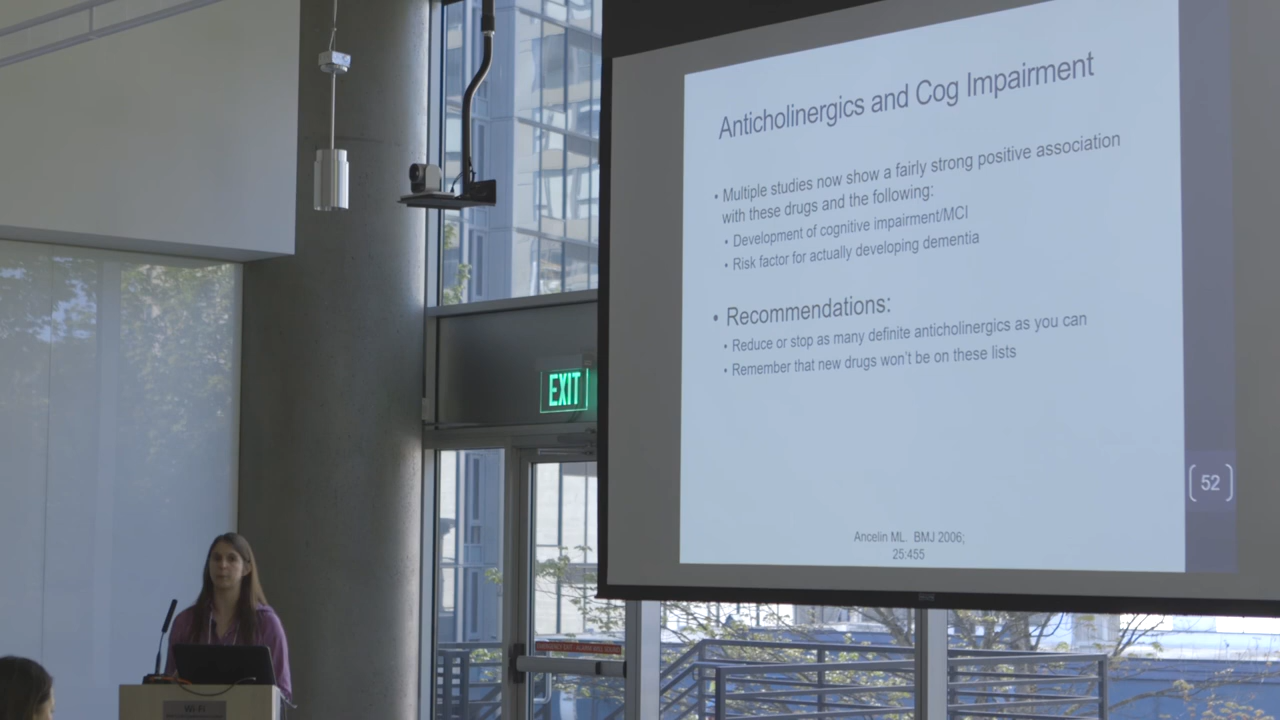 Anticholinergics and Cog Impairment
• Multiple studies now show a fairly strong positive association
with these drugs and the following:
• Development of cognitive impairment/MCI
• Risk factor for actually developing dementia
• Recommendations:
• Reduce or stop as many definite anticholinergics as you can
• Remember that new drugs won't be on these lists
52
Ancelin ML. BMJ 2006;
25:455
EXIT
Wi Fi